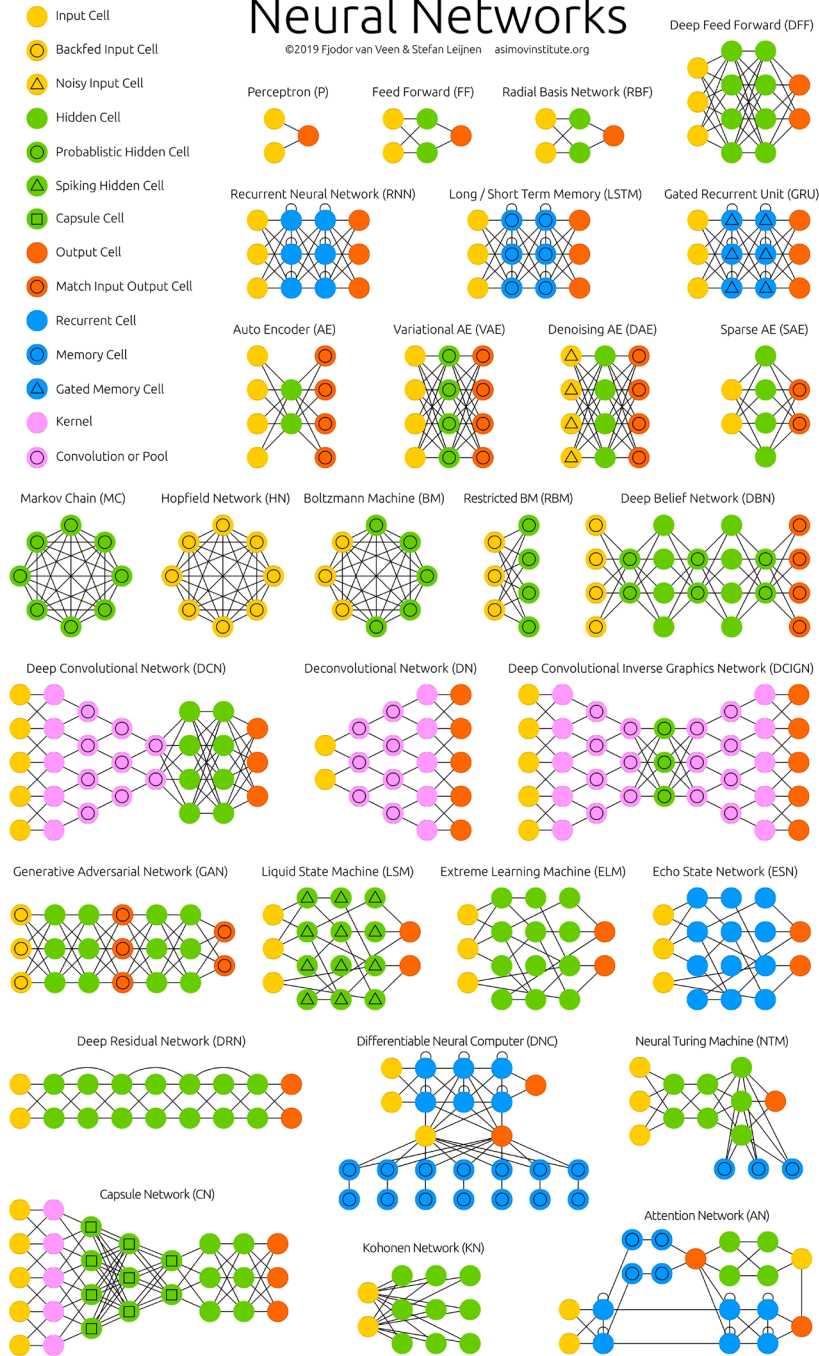 Neural Networks
©2019 Fjodor van Veen & Stefan Leijnen asimovinstitute.org
Input Cell
Backfed Input Cell
Noisy Input Cell
Hidden Cell
Probablistic Hidden Cell
Spiking Hidden Cell
Capsule Cell
Output Cell
Match Input Output Cell
Recurrent Cell
Memory Cell
Gated Memory Cell
Kernel
Convolution or Pool
Deep Feed Forward (DFF)
Perceptron (P)
Feed Forward (FF)
Radial Basis Network (RBF)
Recurrent Neural Network (RNN)
Long / Short Term Memory (LSTM)
Gated Recurrent Unit (GRU)
Auto Encoder (AE)
Variational AE (VAE)
Denoising AE (DAE)
Sparse AE (SAE)
Markov Chain (MC)
Hopfield Network (HN)
Boltzmann Machine (BM)
Restricted BM (RBM)
Deep Belief Network (DBN)
Deep Convolutional Network (DCN)
Deconvolutional Network (DN)
Deep Convolutional Inverse Graphics Network (DCIGN)
Generative Adversarial Network (GAN)
Liquid State Machine (LSM)
Extreme Learning Machine (ELM)
Echo State Network (ESN)
Deep Residual Network (DRN)
Differentiable Neural Computer (DNC)
Neural Turing Machine (NTM)
Capsule Network (CN)
Kohonen Network (KN)
Attention Network (AN)